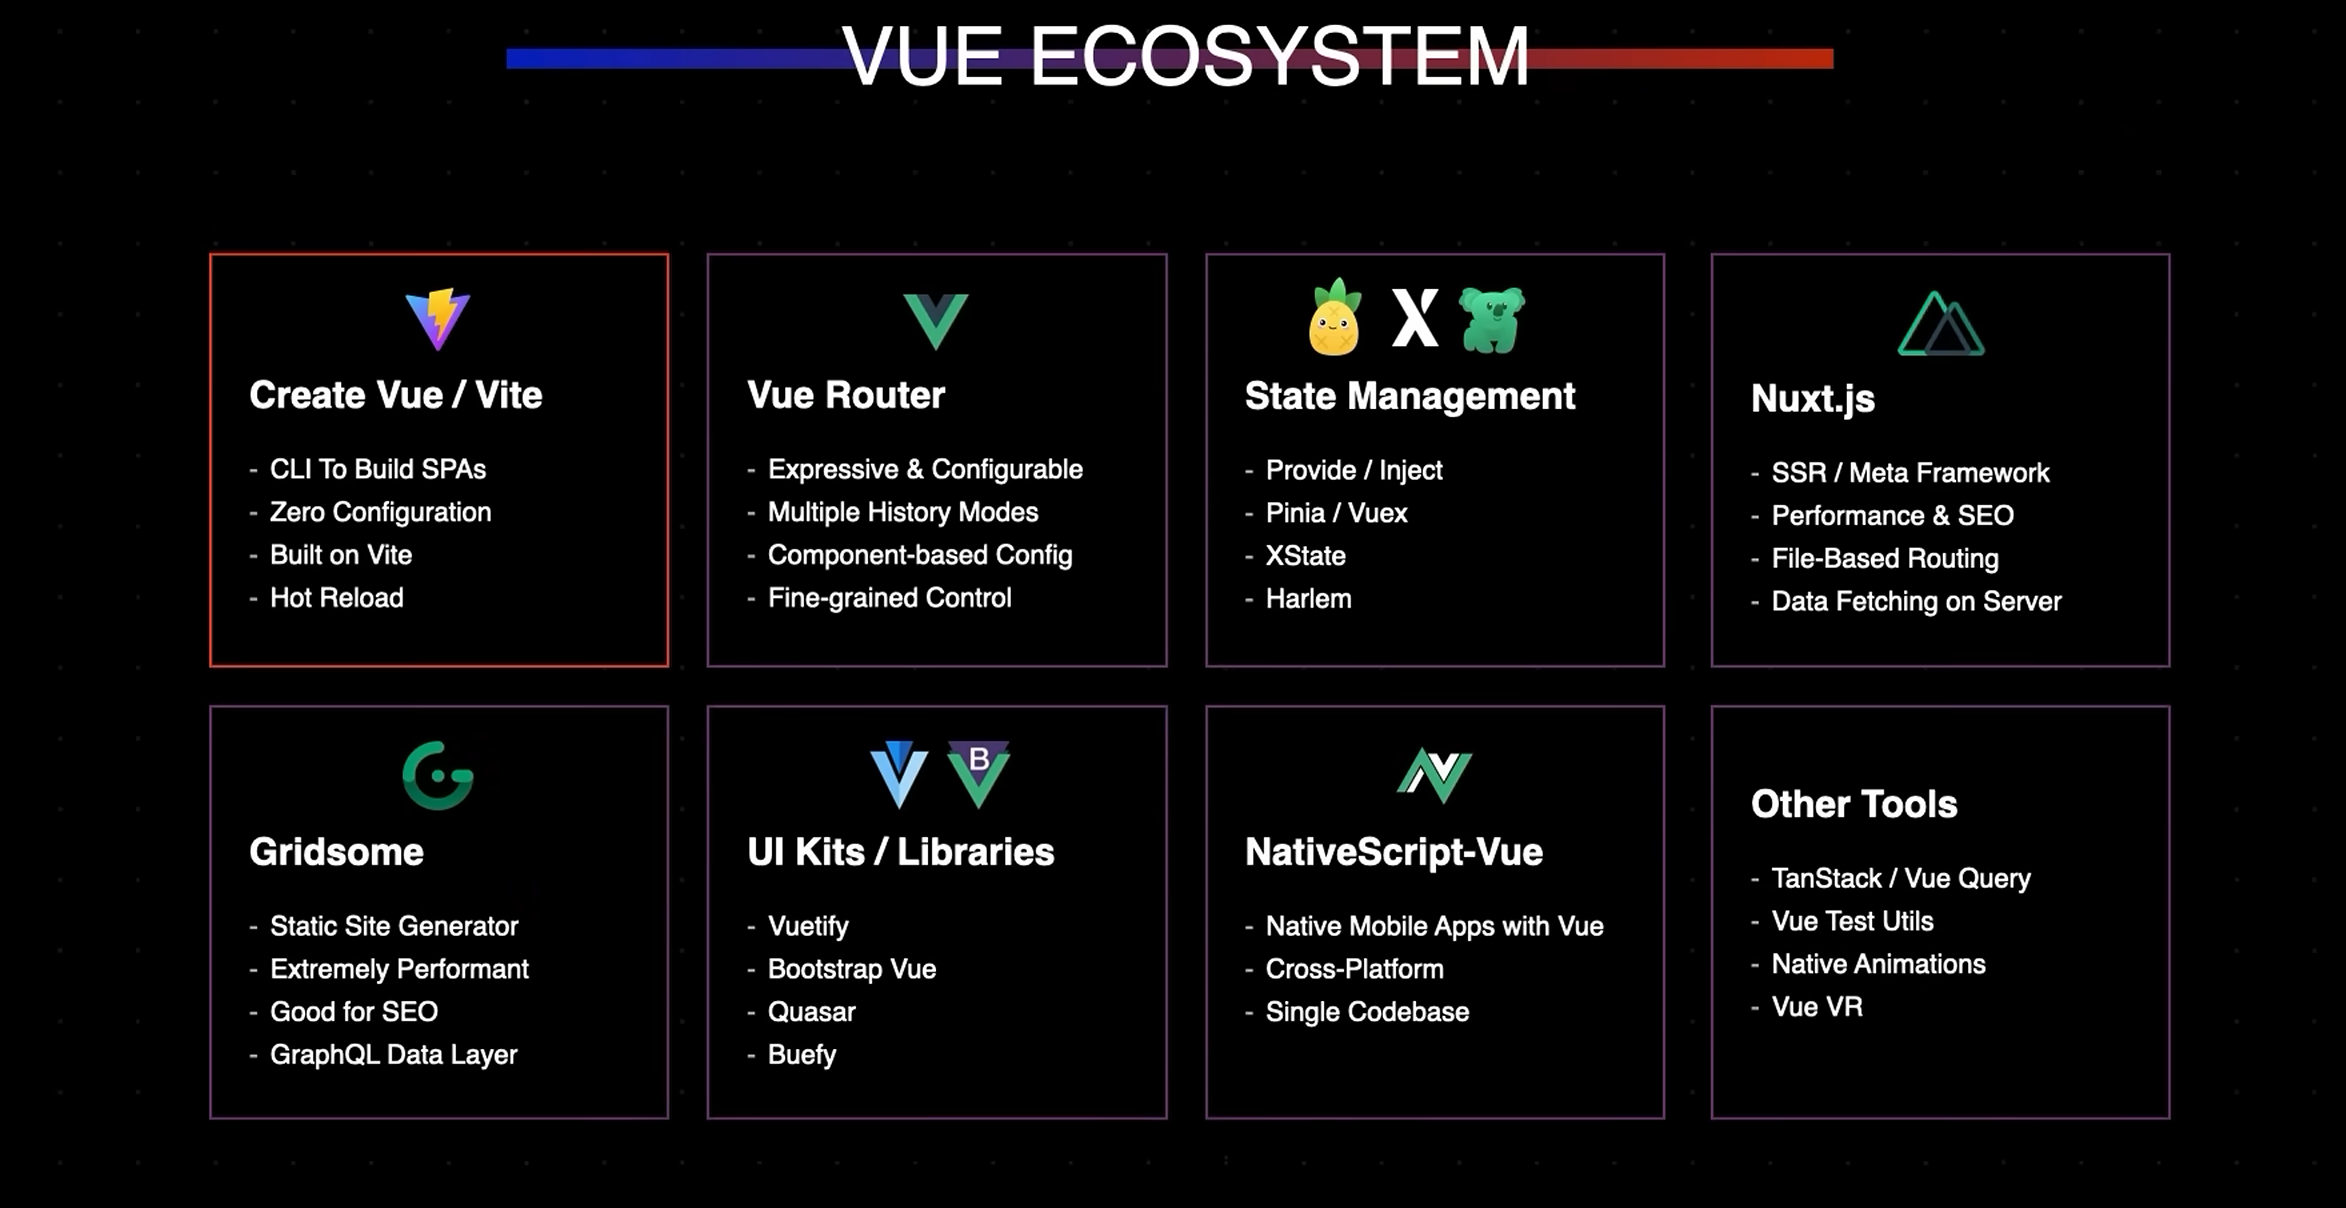 VUE ECOSYSTEM
Create Vue / Vite
- CLI To Build SPAs
- Zero Configuration
- Built on Vite
- Hot Reload
Vue Router
- Expressive & Configurable
- Multiple History Modes
- Component-based Config
- Fine-grained Control
X
State Management
- Provide / Inject
- Pinia / Vuex
- XState
- Harlem
Nuxt.js
- SSR / Meta Framework
- Performance & SEO
- File-Based Routing
- Data Fetching on Server
Gridsome
- Static Site Generator
- Extremely Performant
- Good for SEO
- GraphQL Data Layer
B
UI Kits / Libraries
- Vuetify
- Bootstrap Vue
- Quasar
- Buefy
NativeScript-Vue
- Native Mobile Apps with Vue
- Cross-Platform
- Single Codebase
Other Tools
- TanStack / Vue Query
- Vue Test Utils
- Native Animations
- Vue VR